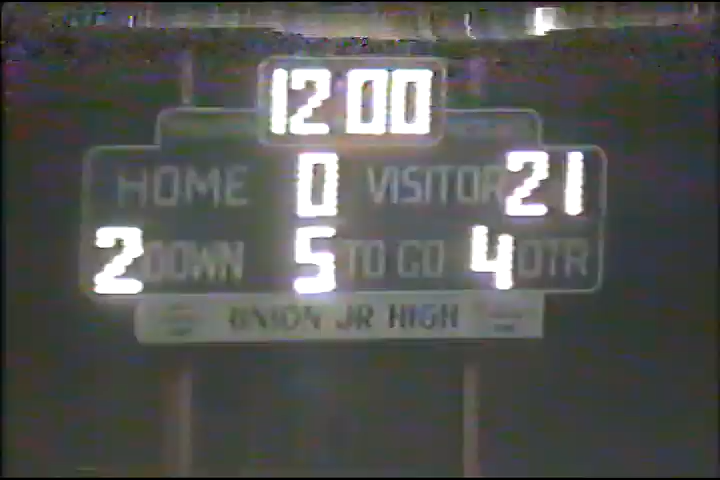 12 00
HOME 0 VISITOR 21
2 DOWN 5 TO GO 4 QTR
UNION JR HIGH